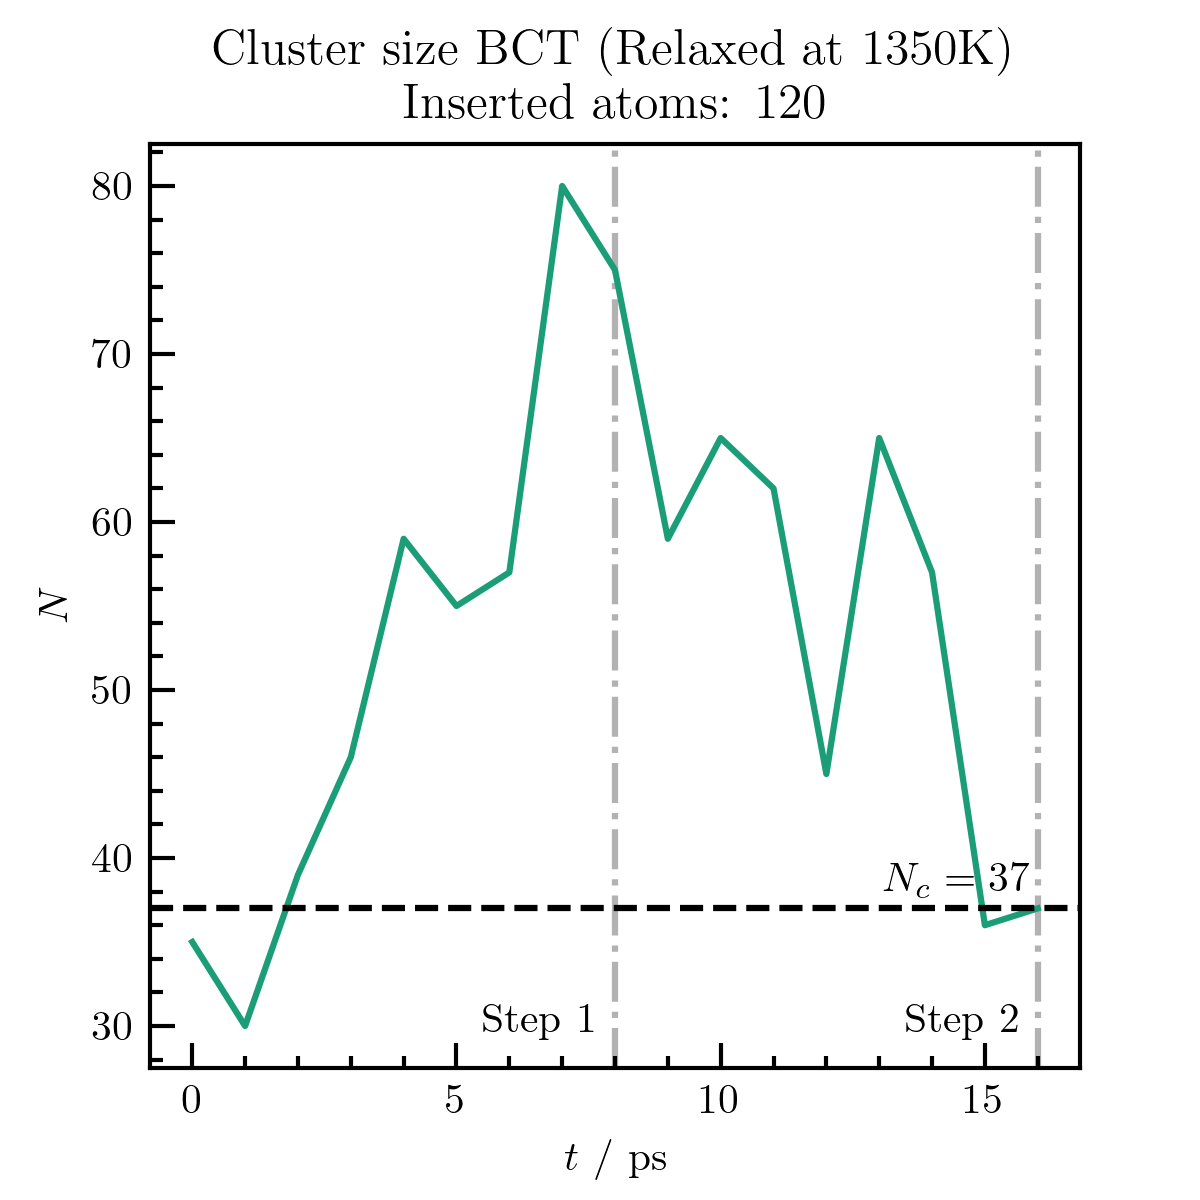 Cluster size BCT (Relaxed at 1350K)
Inserted atoms: 120
80
70
60
50
40
30
N
N_c = 37
Step 1
Step 2
0
5
10
15
t / ps